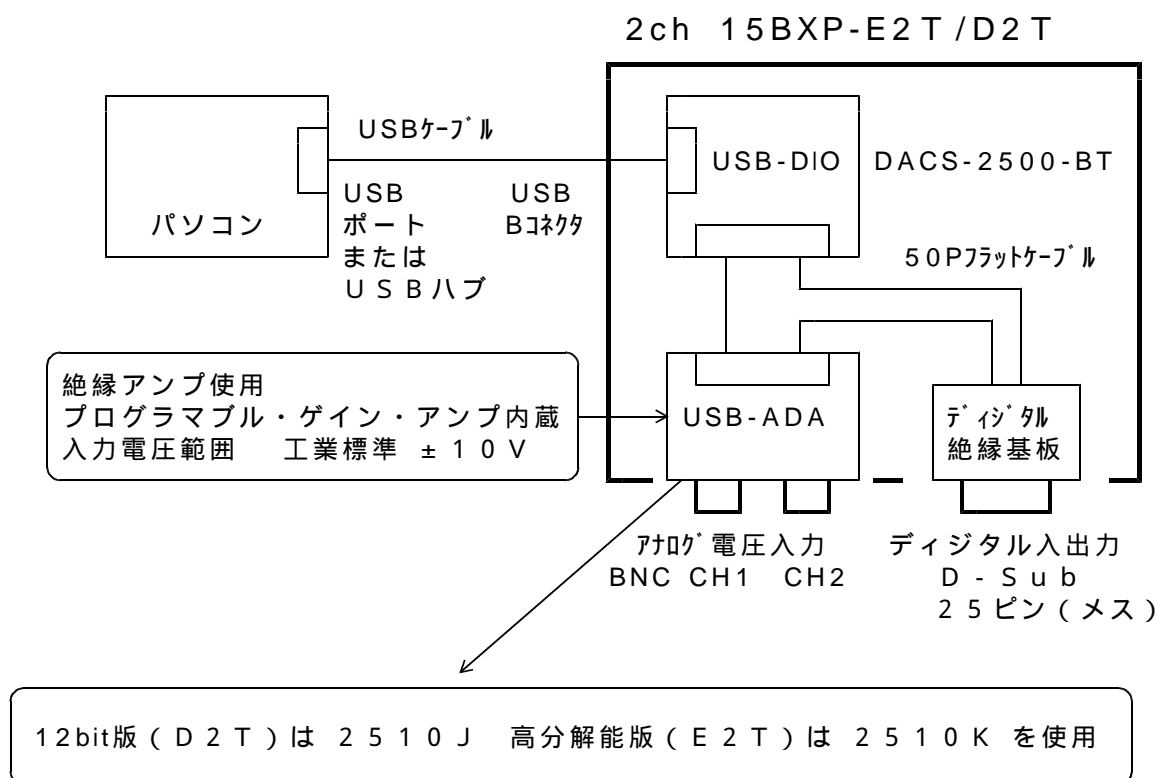 2ch 15BXP-E2T/D2T
USBｹｰﾌﾞﾙ
USB-DIO
DACS-2500-BT
パソコン
USB
ポート
または
USBハブ
USB
Bｺﾈｸﾀ
50Pﾌﾗｯﾄｹｰﾌﾞﾙ
絶縁アンプ使用
プログラマブル・ゲイン・アンプ内蔵
入力電圧範囲 工業標準 ±10V
USB-ADA
ﾃﾞｨｼﾞﾀﾙ
絶縁基板
ｱﾅﾛｸﾞ電圧入力
BNC CH1 CH2
ディジタル入出力
D-Sub
25ピン(メス)
12bit版(D2T)は 2510J 高分解能版(E2T)は 2510K を使用